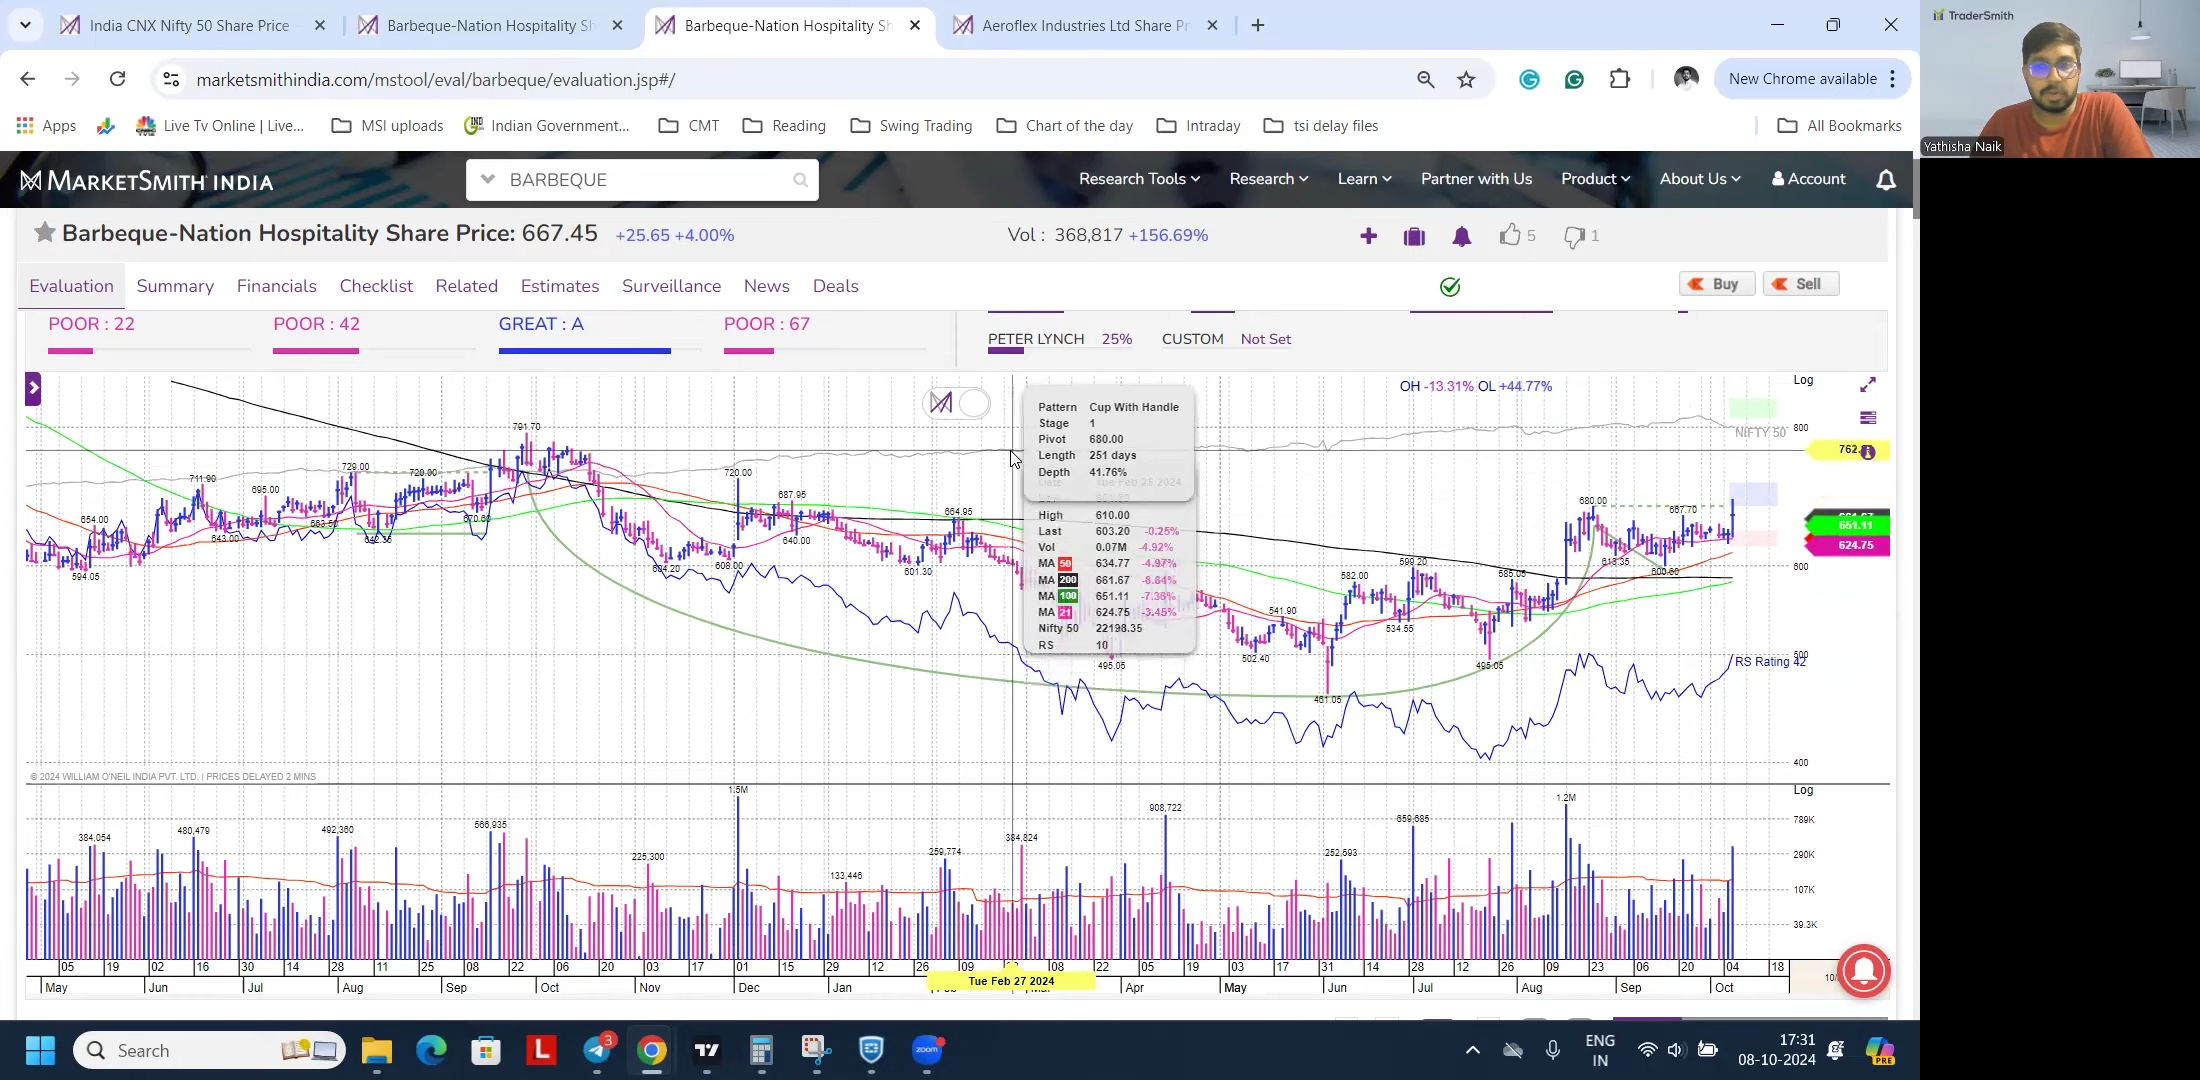 India CNX Nifty 50 Share Price
Barbeque-Nation Hospitality Sh
Barbeque-Nation Hospitality Sh
Aeroflex Industries Ltd Share Pr
marketsmithindia.com/mstool/eval/barbeque/evaluation.jsp#/
New Chrome available
Apps
Live Tv Online | Live...
MSI uploads
Indian Government...
CMT
Reading
Swing Trading
Chart of the day
Intraday
tsi delay files
All Bookmarks
TraderSmith
Yathisha Naik
MARKETSMITH INDIA
BARBEQUE
Research Tools
Research
Learn
Partner with Us
Product
About Us
Account
Barbeque-Nation Hospitality Share Price: 667.45 +25.65 +4.00%
Vol : 368,817 +156.69%
5
1
Evaluation Summary Financials Checklist Related Estimates Surveillance News Deals
Buy
Sell
POOR : 22
POOR : 42
GREAT : A
POOR : 67
PETER LYNCH 25%
CUSTOM Not Set
OH -13.31% OL +44.77%
Log
Pattern Cup With Handle
Stage 1
Pivot 680.00
Length 251 days
Depth 41.76%
High 610.00
Last 603.20 -0.25%
Vol 0.07M -4.92%
MA 50 634.77 -4.97%
MA 200 661.67 -8.84%
MA 100 651.11 -7.36%
MA 21 624.75 -3.45%
Nifty 50 22198.35
RS 10
791.70
729.00
720.00
711.90
695.00
654.00
643.00
594.05
720.00
687.95
640.00
608.00
664.95
601.30
495.05
541.90
502.40
582.00
599.20
534.55
585.05
495.05
680.00
667.70
613.35
NIFTY 50
800
762.
600
500
400
651.11
624.75
RS Rating 42
© 2024 WILLIAM O'NEIL INDIA PVT. LTD. | PRICES DELAYED 2 MINS
Log
384,054
480,479
492,360
566,935
225,300
1.5M
133,446
259,774
384,824
908,722
252,593
659,685
1.2M
789K
290K
107K
39.3K
05 19 02 16 30 14 28 11 25 08 22 06 20 03 17 01 15 29 12 26 09 08 22 05 19 03 17 31 14 28 12 26 09 23 06 20 04 18
May Jun Jul Aug Sep Oct Nov Dec Jan Apr May Jun Jul Aug Sep Oct
Tue Feb 27 2024
10/
Search
3
zoom
PRE
ENG
IN
17:31
08-10-2024